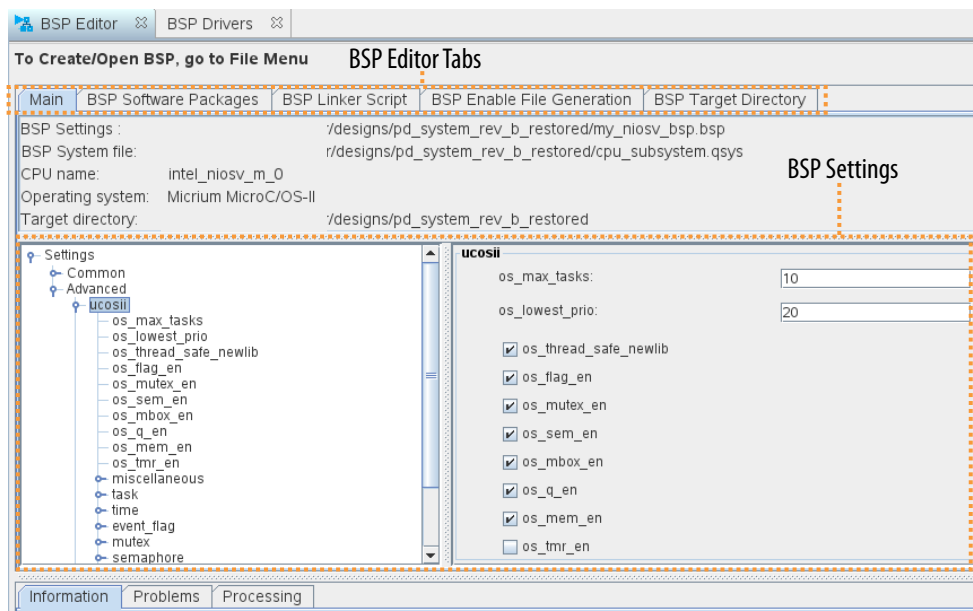 BSP Editor BSP Drivers
To Create/Open BSP, go to File Menu
BSP Editor Tabs
Main BSP Software Packages BSP Linker Script BSP Enable File Generation BSP Target Directory
BSP Settings : /designs/pd_system_rev_b_restored/my_niosv_bsp.bsp
BSP System file: r/designs/pd_system_rev_b_restored/cpu_subsystem.qsys
CPU name: intel_niosv_m_0
Operating system: Micrium MicroC/OS-II
Target directory: /designs/pd_system_rev_b_restored
BSP Settings
Settings
Common
Advanced
ucosii
os_max_tasks
os_lowest_prio
os_thread_safe_newlib
os_flag_en
os_mutex_en
os_sem_en
os_mbox_en
os_q_en
os_mem_en
os_tmr_en
miscellaneous
task
time
event_flag
mutex
semaphore
ucosii
os_max_tasks: 10
os_lowest_prio: 20
os_thread_safe_newlib
os_flag_en
os_mutex_en
os_sem_en
os_mbox_en
os_q_en
os_mem_en
os_tmr_en
Information Problems Processing